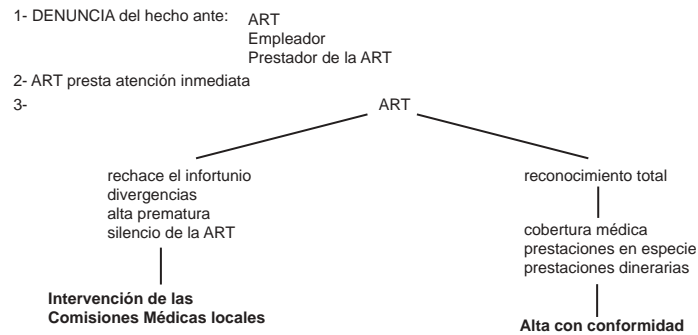 1- DENUNCIA del hecho ante: ART
Empleador
Prestador de la ART
2- ART presta atención inmediata
3- ART
rechace el infortunio
divergencias
alta prematura
silencio de la ART
Intervención de las
Comisiones Médicas locales
reconocimiento total
cobertura médica
prestaciones en especie
prestaciones dinerarias
Alta con conformidad